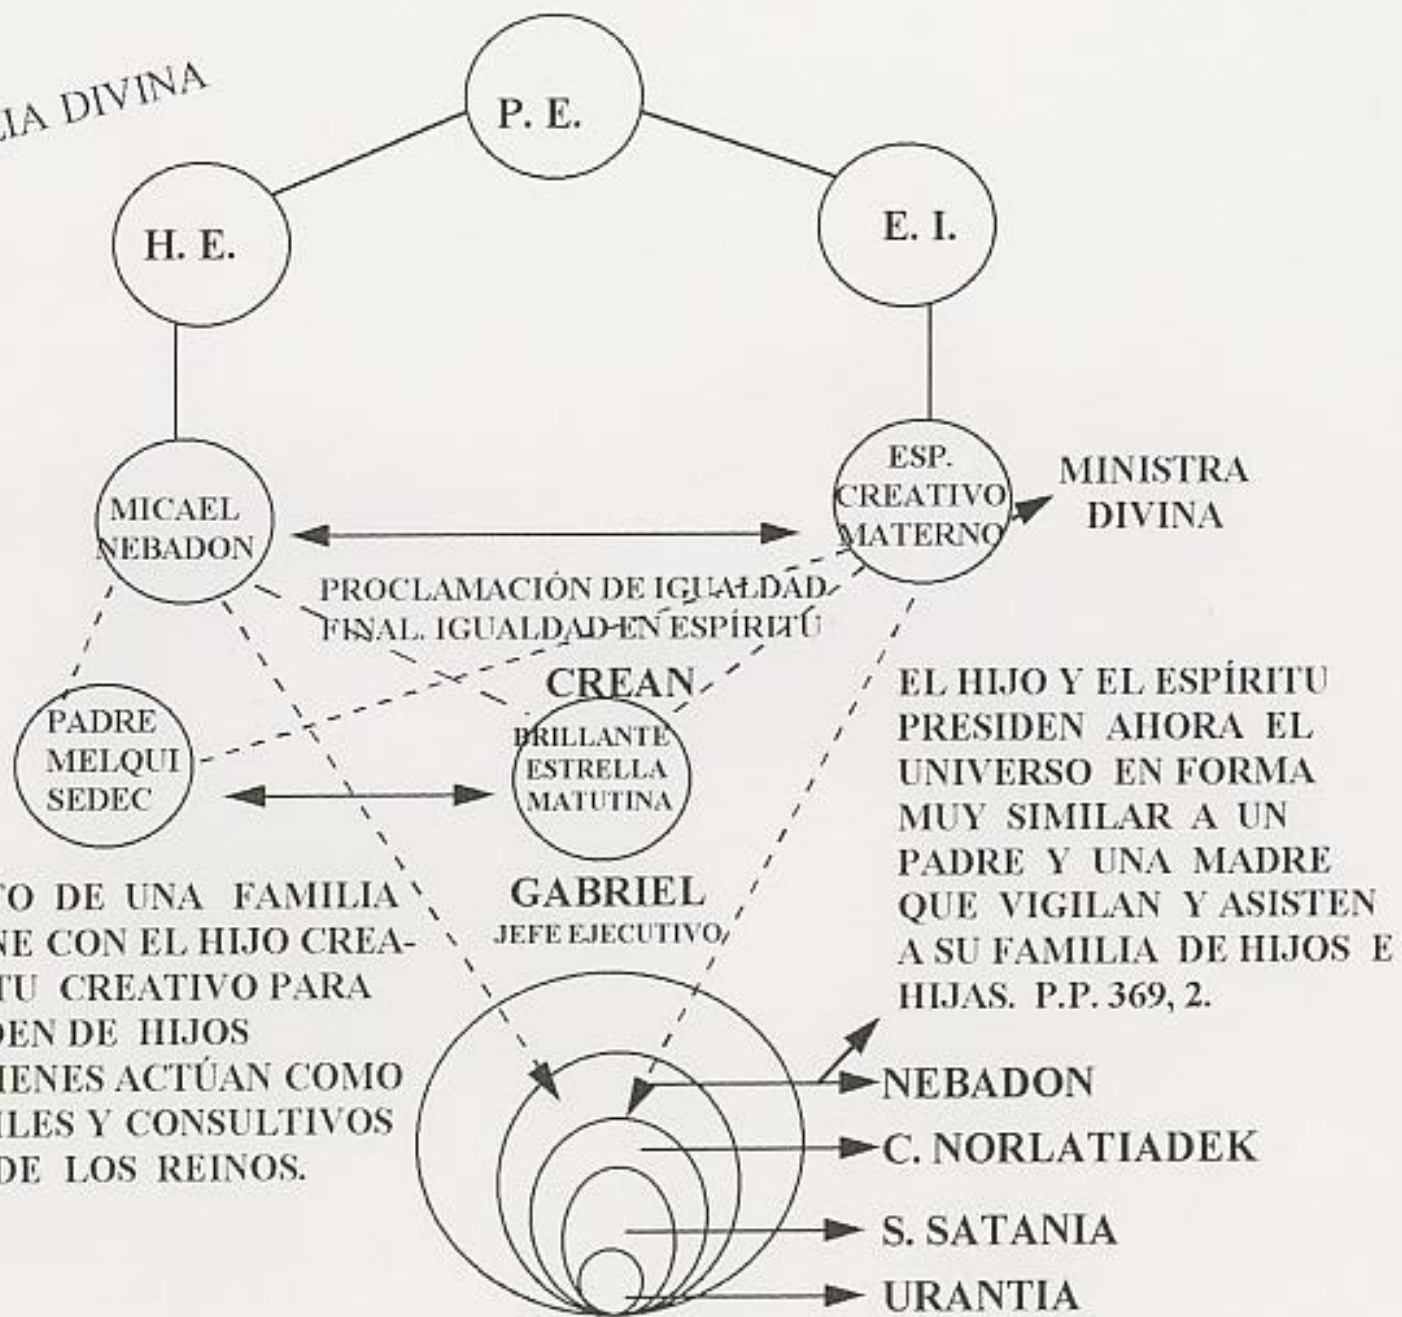 LIA DIVINA
P. E.
H. E.
E. I.
MICAEL
NEBADON
ESP.
CREATIVO
MATERNO
MINISTRA
DIVINA
PROCLAMACIÓN DE IGUALDAD
FINAL. IGUALDAD EN ESPÍRITU
CREAN
PADRE
MELQUI
SEDEC
BRILLANTE
ESTRELLA
MATUTINA
GABRIEL
JEFE EJECUTIVO
EL HIJO Y EL ESPÍRITU
PRESIDEN AHORA EL
UNIVERSO EN FORMA
MUY SIMILAR A UN
PADRE Y UNA MADRE
QUE VIGILAN Y ASISTEN
A SU FAMILIA DE HIJOS E
HIJAS. P.P. 369, 2.
TO DE UNA FAMILIA
NE CON EL HIJO CREA-
TU CREATIVO PARA
DEN DE HIJOS
IENES ACTÚAN COMO
ILES Y CONSULTIVOS
DE LOS REINOS.
NEBADON
C. NORLATIADEK
S. SATANIA
URANTIA